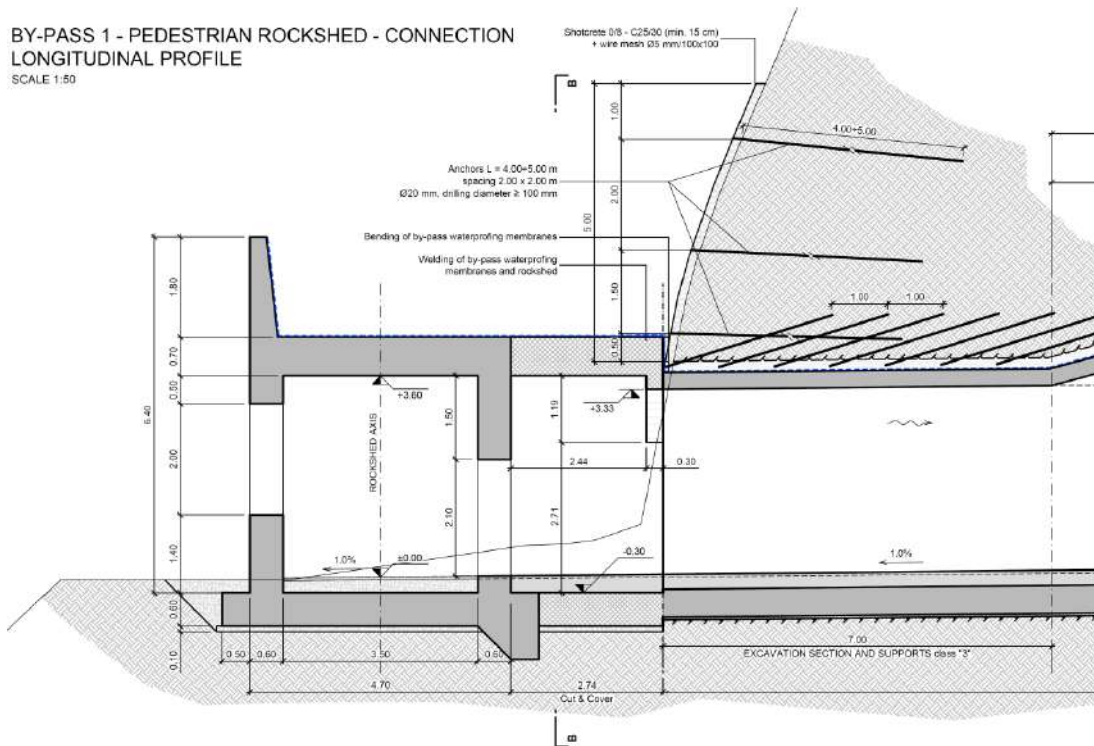 BY-PASS 1 - PEDESTRIAN ROCKSHED - CONNECTION
LONGITUDINAL PROFILE
SCALE 1:50
Shotcrete 0/8 - C25/30 (min. 15 cm)
+ wire mesh Ø5 mm/100x100
B
1.00
4.00÷5.00
Anchors L = 4.00÷5.00 m
spacing 2.00 x 2.00 m
Ø20 mm, drilling diameter ≥ 100 mm
2.00
5.00
Bending of by-pass waterprofing membranes
Welding of by-pass waterprofing
membranes and rockshed
1.80
1.50
1.00
1.00
0.70
0.50
0.50
+3.60
+3.33
1.50
1.19
6.40
ROCKSHED AXIS
2.00
2.44
0.30
2.10
2.71
1.40
1.0%
±0.00
-0.30
1.0%
0.60
7.00
EXCAVATION SECTION AND SUPPORTS class "3"
0.10
0.50
0.60
3.50
0.60
4.70
2.74
Cut & Cover
B